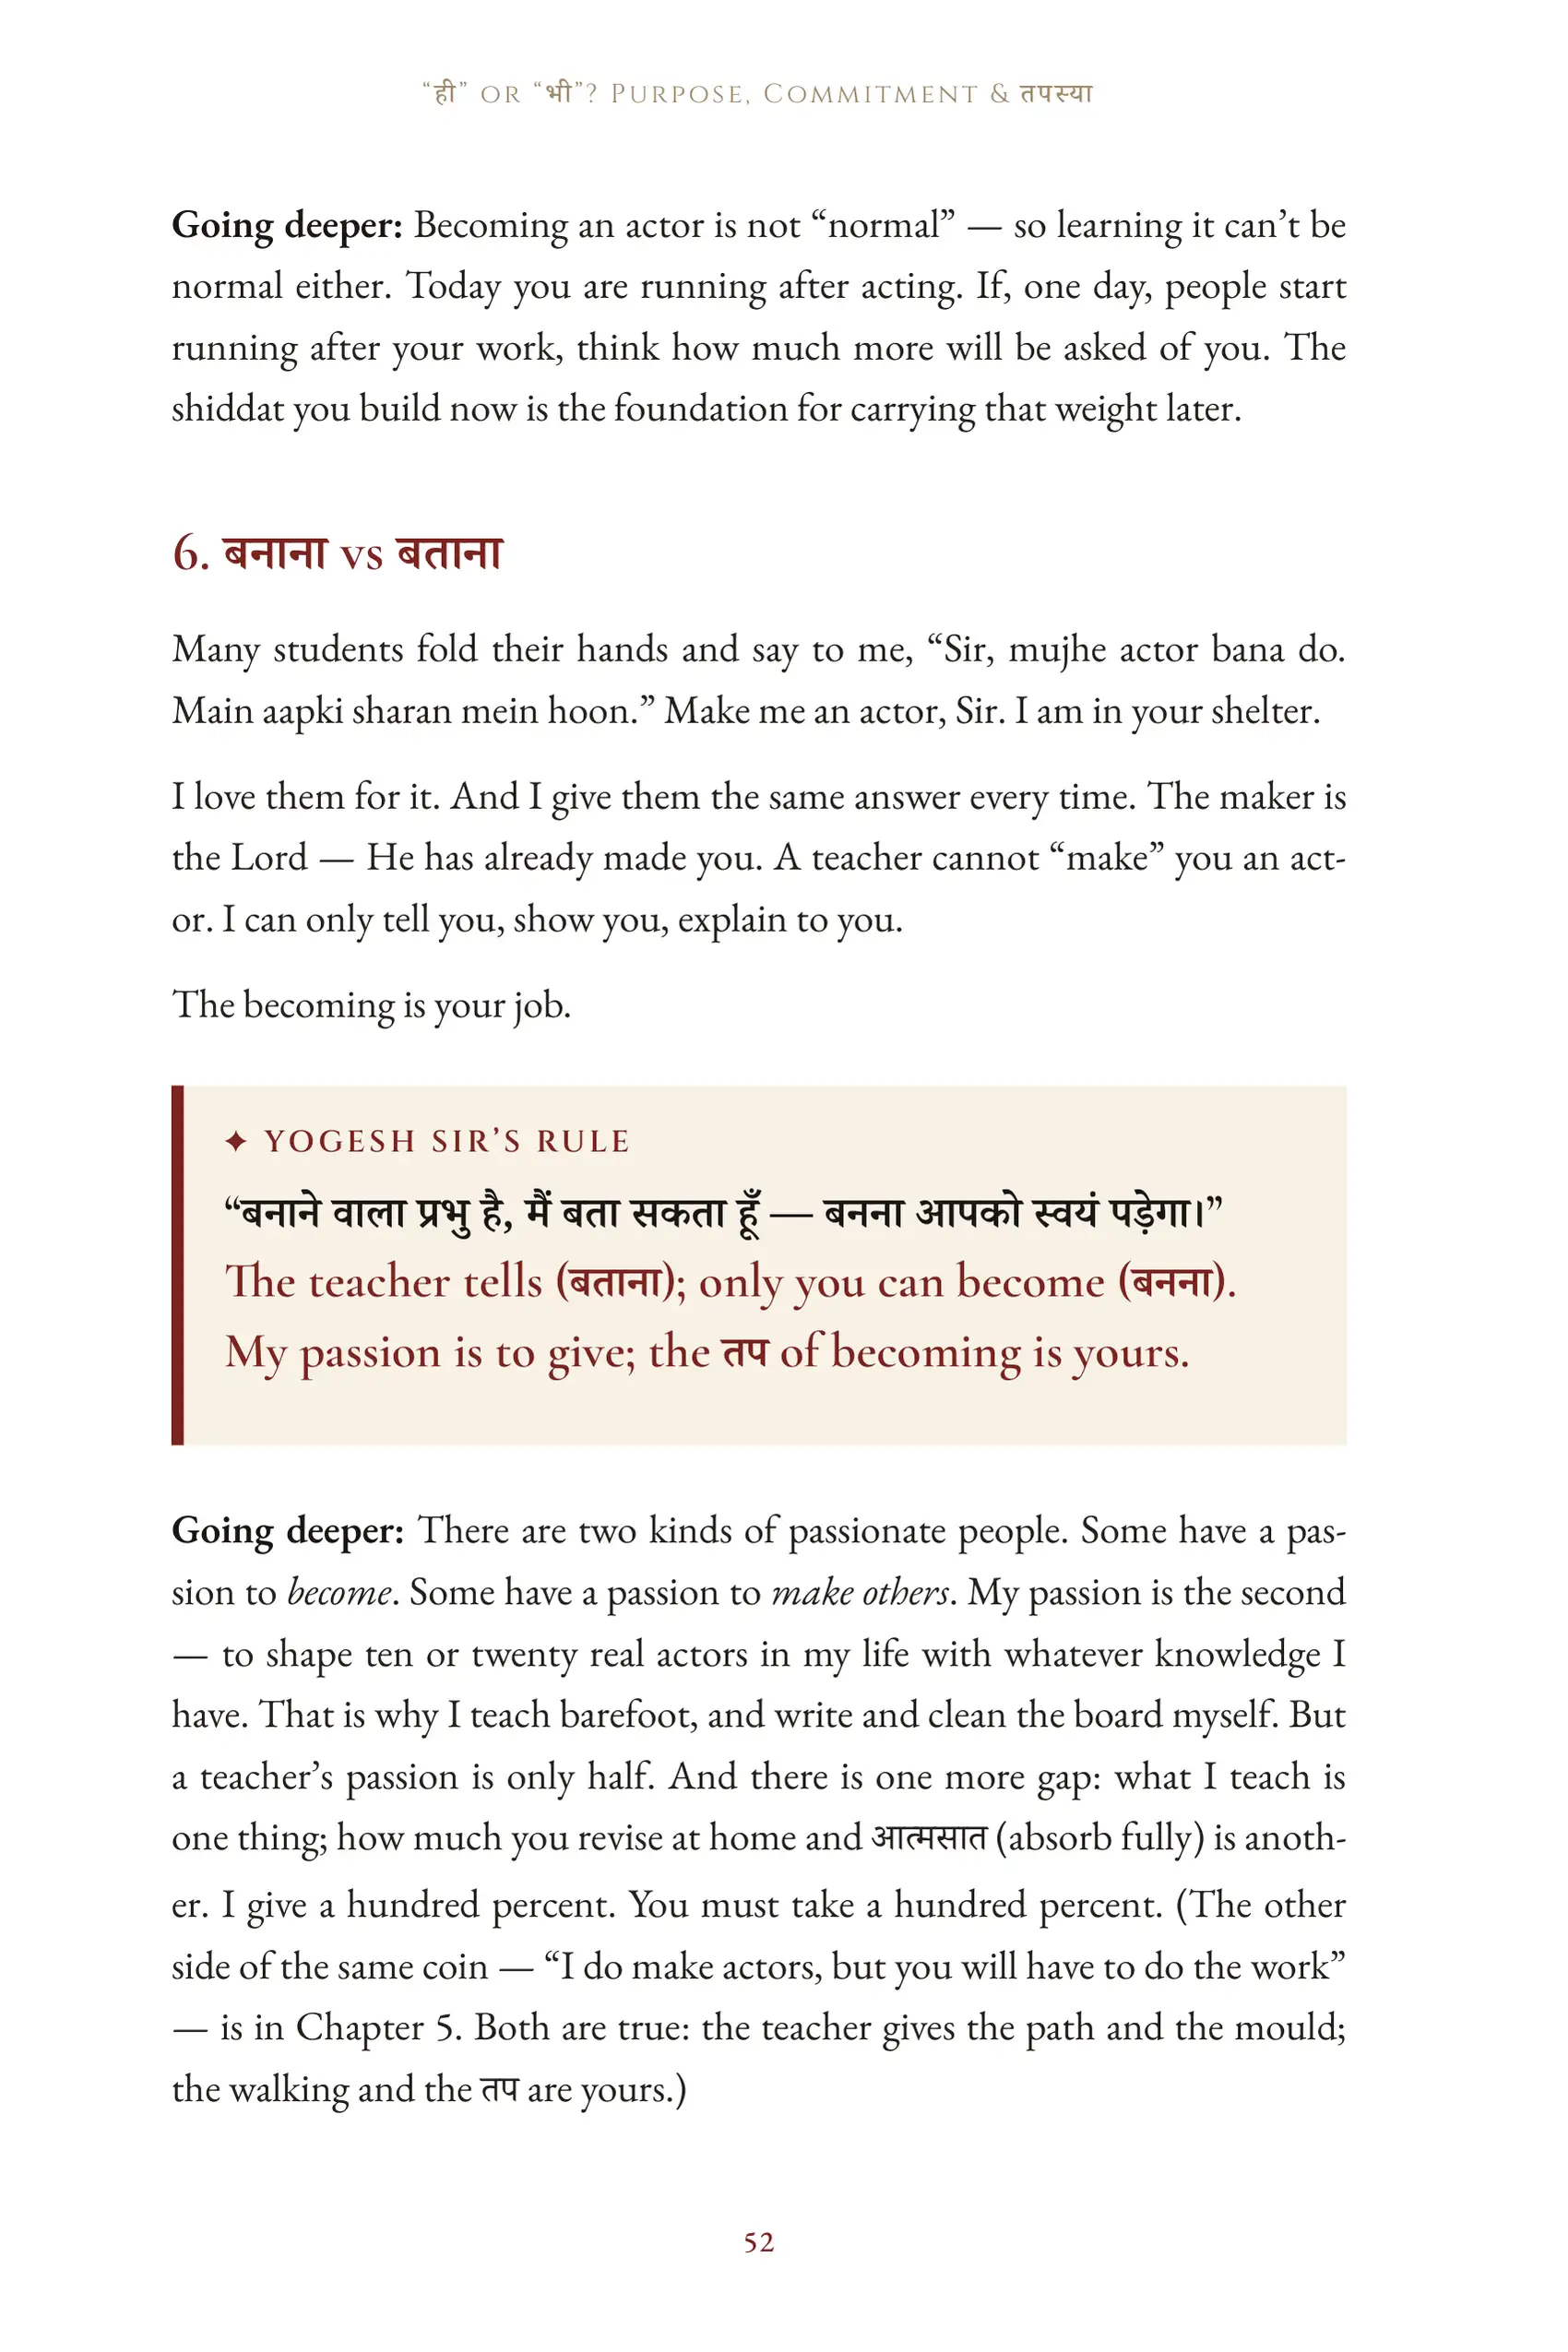 “ही” OR “भी”? PURPOSE, COMMITMENT & तपस्या
Going deeper: Becoming an actor is not “normal” — so learning it can’t be
normal either. Today you are running after acting. If, one day, people start
running after your work, think how much more will be asked of you. The
shiddat you build now is the foundation for carrying that weight later.
6. बनाना vs बताना
Many students fold their hands and say to me, “Sir, mujhe actor bana do.
Main aapki sharan mein hoon.” Make me an actor, Sir. I am in your shelter.
I love them for it. And I give them the same answer every time. The maker is
the Lord — He has already made you. A teacher cannot “make” you an act-
or. I can only tell you, show you, explain to you.
The becoming is your job.
✦ YOGESH SIR’S RULE
“बनाने वाला प्रभु है, मैं बता सकता हूँ — बनना आपको स्वयं पड़ेगा।”
The teacher tells (बताना); only you can become (बनना).
My passion is to give; the तप of becoming is yours.
Going deeper: There are two kinds of passionate people. Some have a pas-
sion to become. Some have a passion to make others. My passion is the second
— to shape ten or twenty real actors in my life with whatever knowledge I
have. That is why I teach barefoot, and write and clean the board myself. But
a teacher’s passion is only half. And there is one more gap: what I teach is
one thing; how much you revise at home and आत्मसात (absorb fully) is anoth-
er. I give a hundred percent. You must take a hundred percent. (The other
side of the same coin — “I do make actors, but you will have to do the work”
— is in Chapter 5. Both are true: the teacher gives the path and the mould;
the walking and the तप are yours.)
52